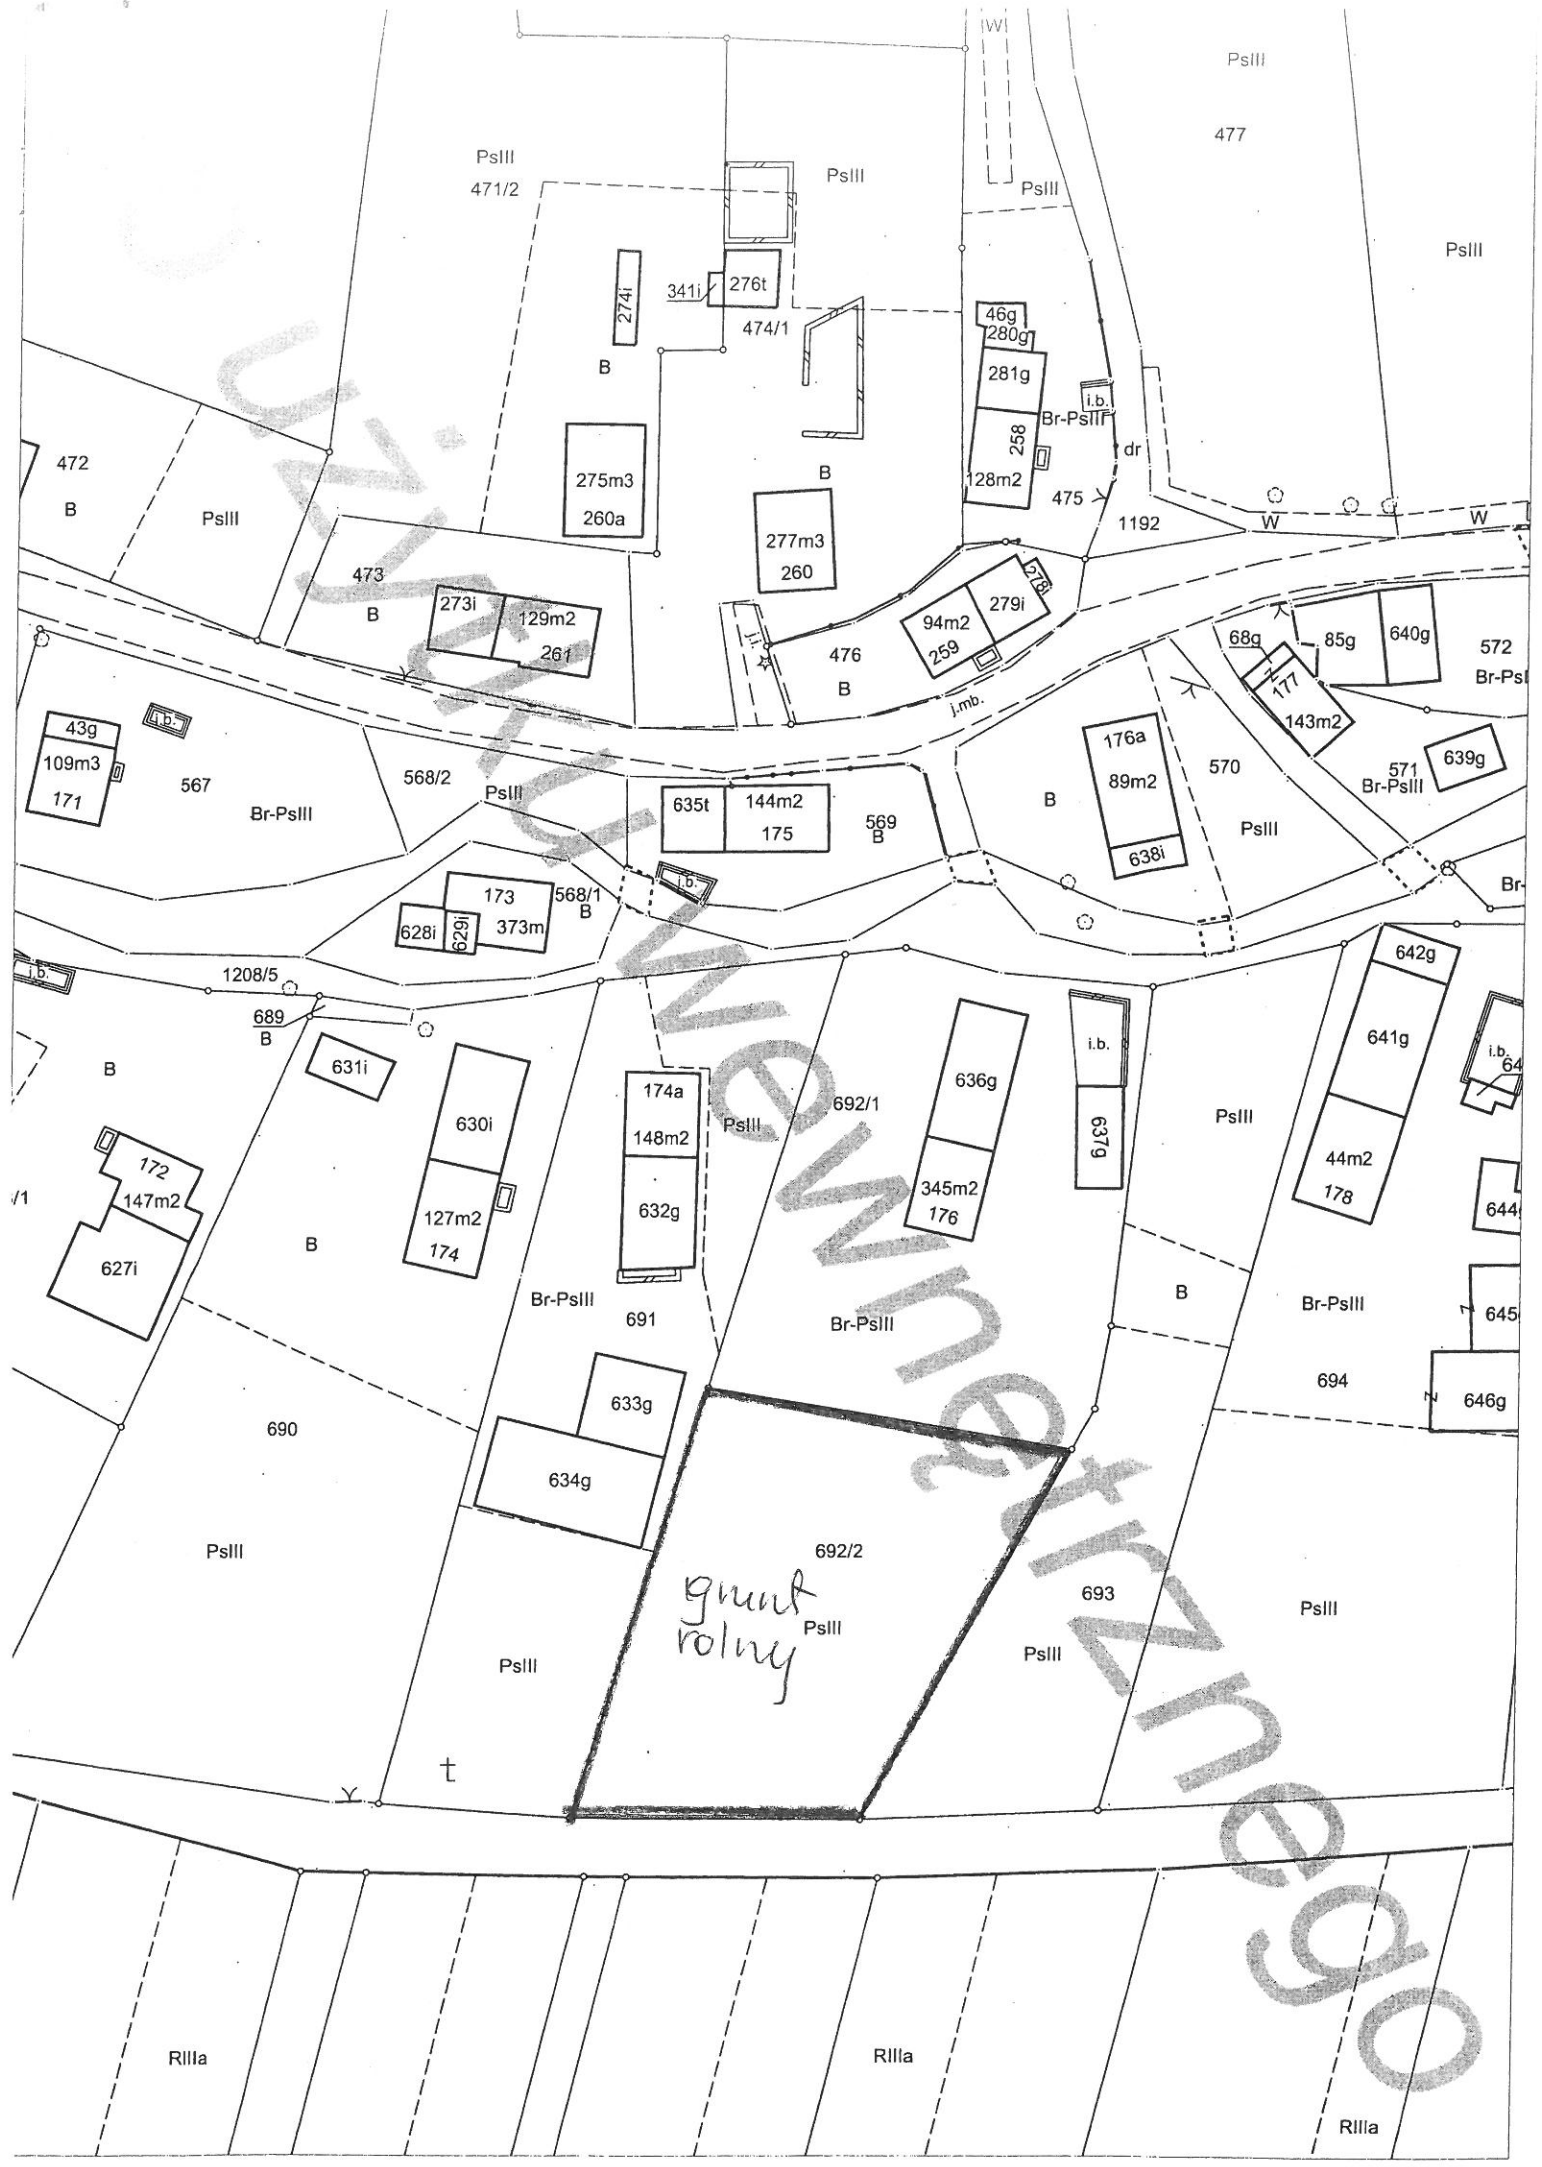 W
PsIII
477
PsIII
471/2
PsIII
PsIII
PsIII
274i
341i
276t
474/1
46g
280g
281g
i.b.
Br-PsIII
258
128m2
dr
475
1192
W
W
B
472
B
PsIII
275m3
260a
B
277m3
260
473
B
273i
129m2
261
278i
279i
94m2
259
476
B
j.mb.
68g
85g
640g
572
177
143m2
639g
571
Br-PsIII
570
PsIII
176a
89m2
638i
B
43g
109m3
171
i.b.
567
Br-PsIII
568/2
PsIII
635t
144m2
175
569
B
i.b.
173
373m
628i
629i
568/1
B
i.b.
1208/5
689
B
B
631i
630i
127m2
174
172
147m2
627i
/1
B
174a
148m2
632g
PsIII
692/1
636g
345m2
176
i.b.
637g
PsIII
642g
641g
44m2
178
i.b.
Br-PsIII
691
Br-PsIII
B
Br-PsIII
694
646g
633g
634g
690
PsIII
692/2
grunt
rolny
PsIII
693
PsIII
PsIII
PsIII
t
RIIIa
RIIIa
RIIIa
użytku wewnętrznego